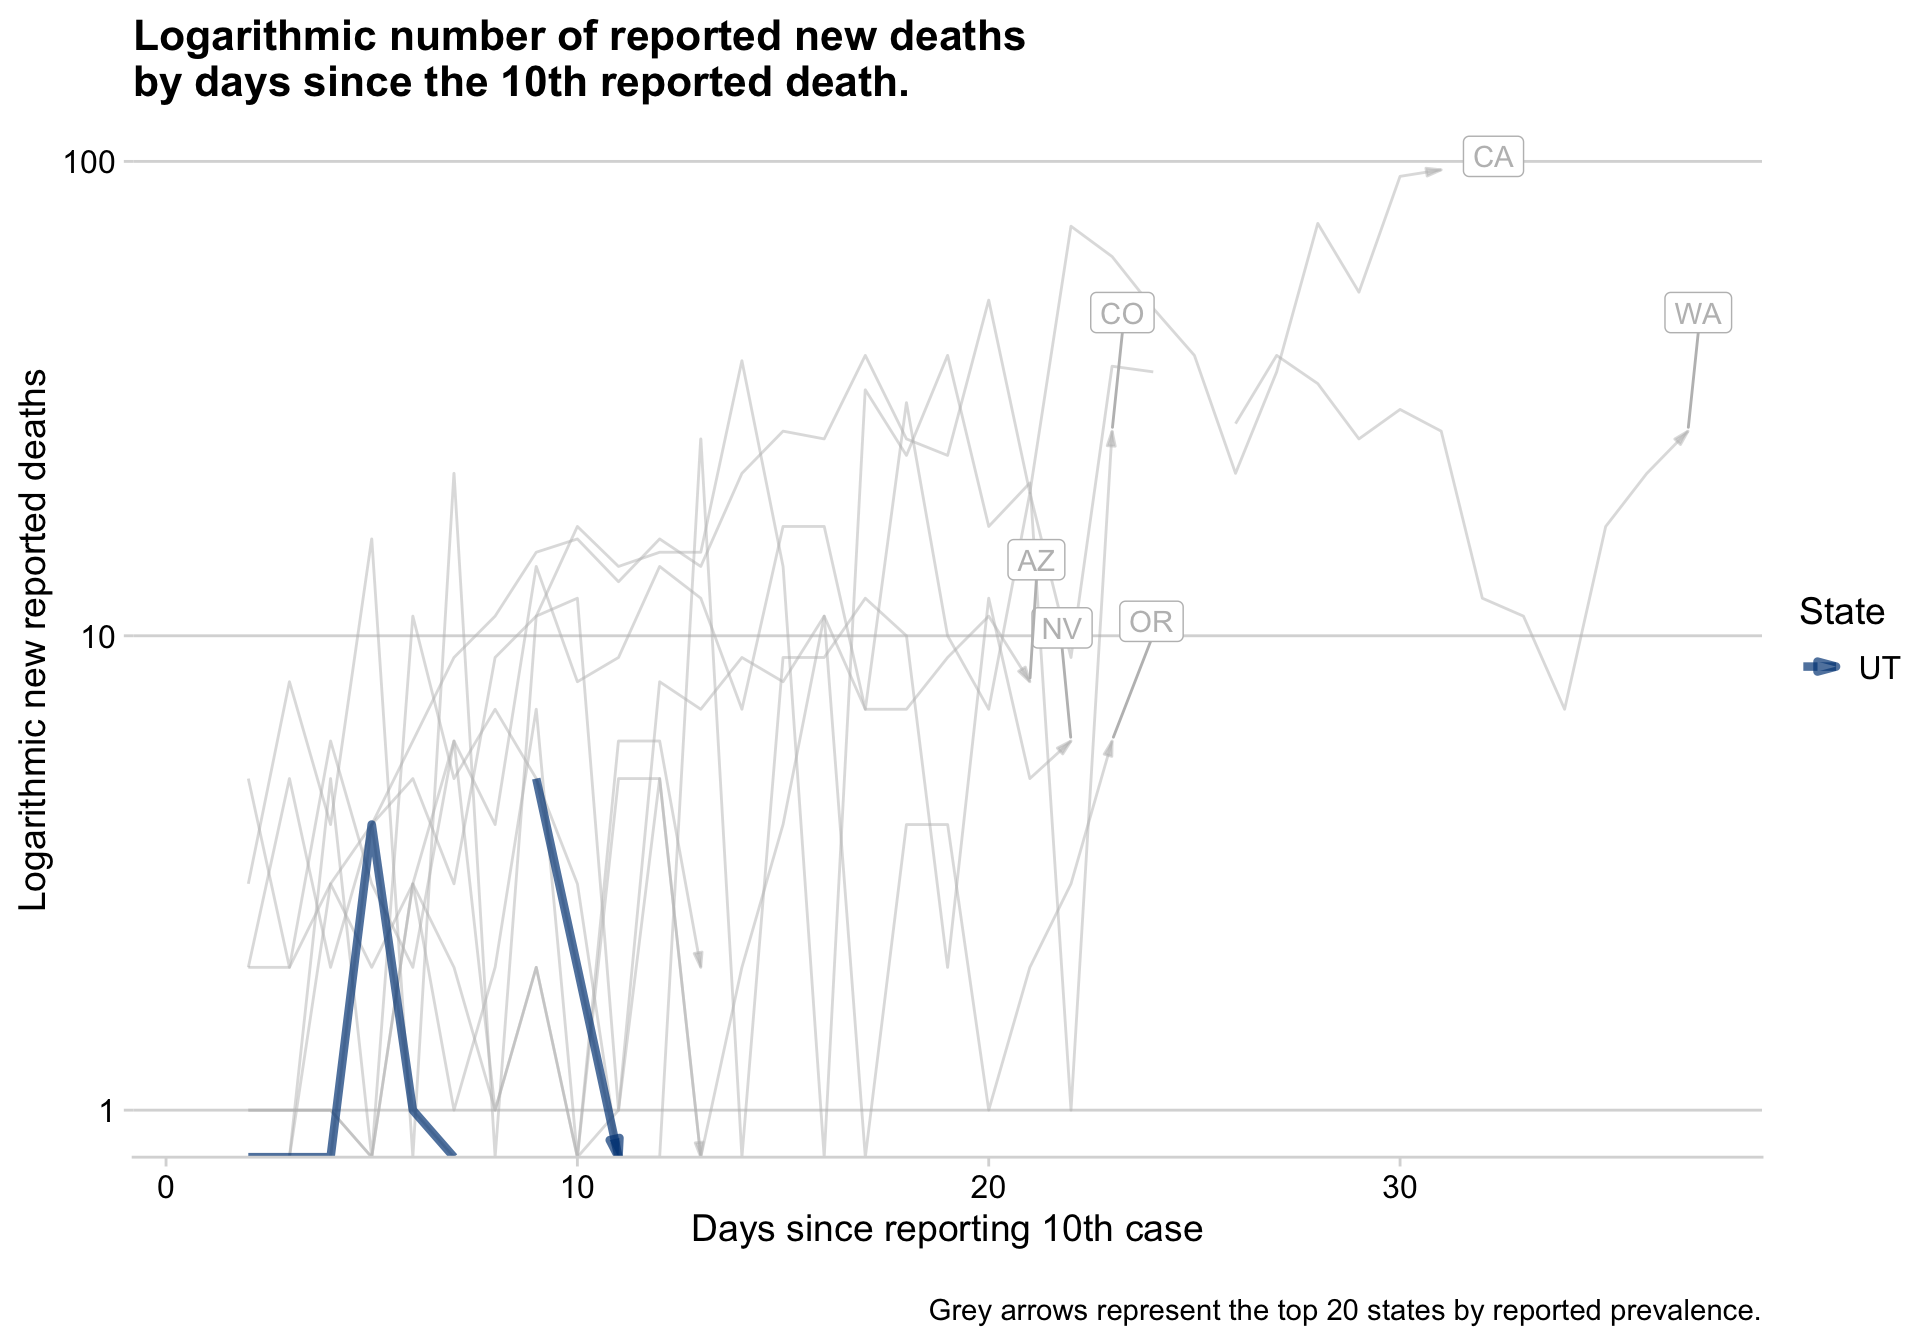 Logarithmic number of reported new deaths
by days since the 10th reported death.
Logarithmic new reported deaths
100
10
1
CA
CO
WA
AZ
NV
OR
State
UT
0
10
20
30
Days since reporting 10th case
Grey arrows represent the top 20 states by reported prevalence.